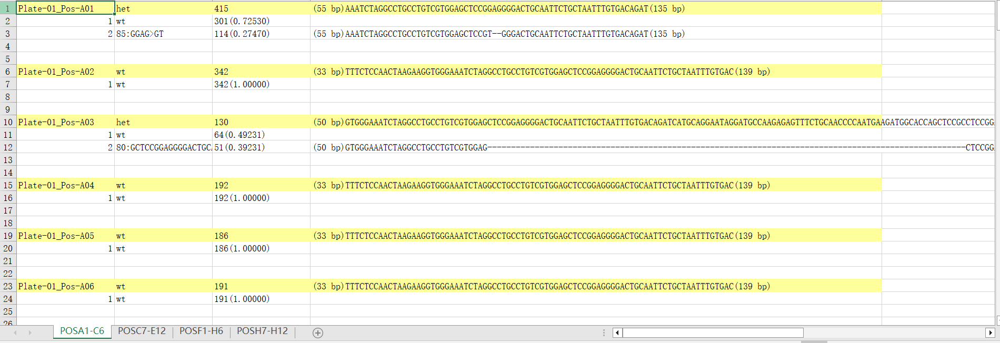 1 Plate-01_Pos-A01 het 415 (55 bp)AAATCTAGGCCTGCCTGTCGTGGAGCTCCGGAGGGGACTGCAATTCTGCTAATTTGTGACAGAT(135 bp)
2 1 wt 301(0.72530)
3 2 85:GGAG>GT 114(0.27470) (55 bp)AAATCTAGGCCTGCCTGTCGTGGAGCTCCGT--GGGACTGCAATTCTGCTAATTTGTGACAGAT(135 bp)
4
5
6 Plate-01_Pos-A02 wt 342 (33 bp)TTTCTCCAACTAAGAAGGTGGGAAATCTAGGCCTGCCTGTCGTGGAGCTCCGGAGGGGACTGCAATTCTGCTAATTTGTGAC(139 bp)
7 1 wt 342(1.00000)
8
9
10 Plate-01_Pos-A03 het 130 (50 bp)GTGGGAAATCTAGGCCTGCCTGTCGTGGAGCTCCGGAGGGGACTGCAATTCTGCTAATTTGTGACAGATCATGCAGGAATAGGATGCCAAGAGAGTTTCTGCAACCCCAATGAAGATGGCACCAGCTCCGCCTCCGG
11 1 wt 64(0.49231)
12 2 80:GCTCCGGAGGGGACTGC 51(0.39231) (50 bp)GTGGGAAATCTAGGCCTGCCTGTCGTGGAG-----------------------------------------------------------------------------------------------------CTCCGG
13
14
15 Plate-01_Pos-A04 wt 192 (33 bp)TTTCTCCAACTAAGAAGGTGGGAAATCTAGGCCTGCCTGTCGTGGAGCTCCGGAGGGGACTGCAATTCTGCTAATTTGTGAC(139 bp)
16 1 wt 192(1.00000)
17
18
19 Plate-01_Pos-A05 wt 186 (33 bp)TTTCTCCAACTAAGAAGGTGGGAAATCTAGGCCTGCCTGTCGTGGAGCTCCGGAGGGGACTGCAATTCTGCTAATTTGTGAC(139 bp)
20 1 wt 186(1.00000)
21
22
23 Plate-01_Pos-A06 wt 191 (33 bp)TTTCTCCAACTAAGAAGGTGGGAAATCTAGGCCTGCCTGTCGTGGAGCTCCGGAGGGGACTGCAATTCTGCTAATTTGTGAC(139 bp)
24 1 wt 191(1.00000)
25
26
POSA1-C6 POSC7-E12 POSF1-H6 POSH7-H12